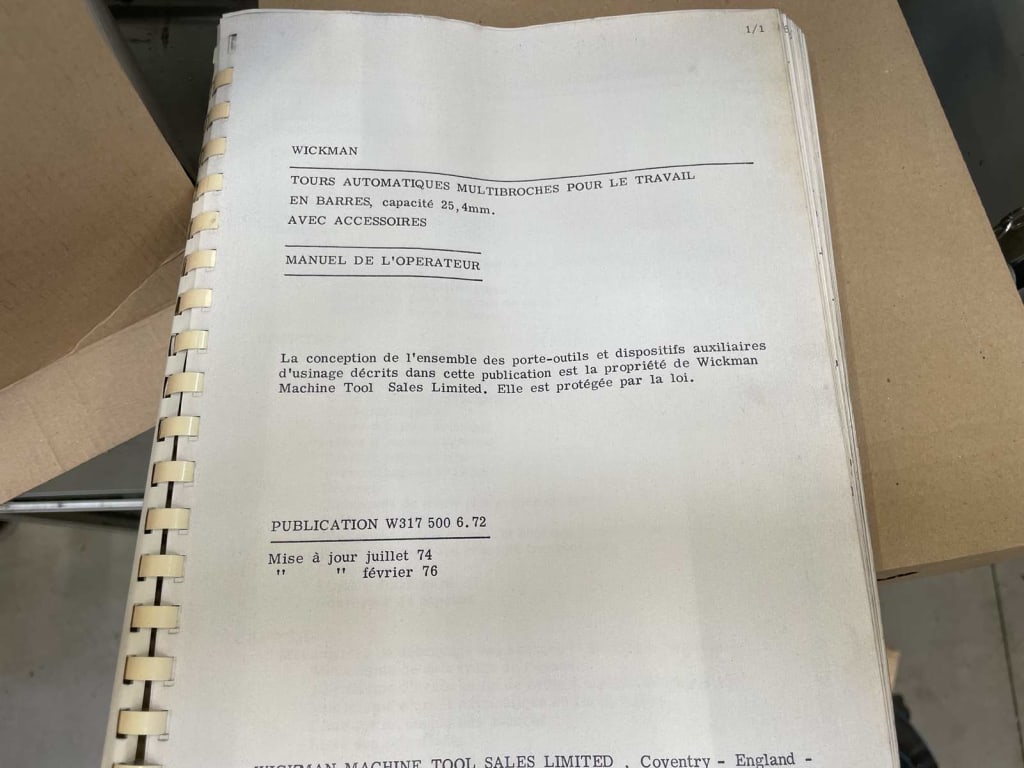 1/1
WICKMAN
TOURS AUTOMATIQUES MULTIBROCHES POUR LE TRAVAIL
EN BARRES, capacité 25,4mm.
AVEC ACCESSOIRES
MANUEL DE L'OPERATEUR
La conception de l'ensemble des porte-outils et dispositifs auxiliaires
d'usinage décrits dans cette publication est la propriété de Wickman
Machine Tool Sales Limited. Elle est protégée par la loi.
PUBLICATION W317 500 6.72
Mise à jour juillet 74
" " février 76
WICKMAN MACHINE TOOL SALES LIMITED , Coventry - England -